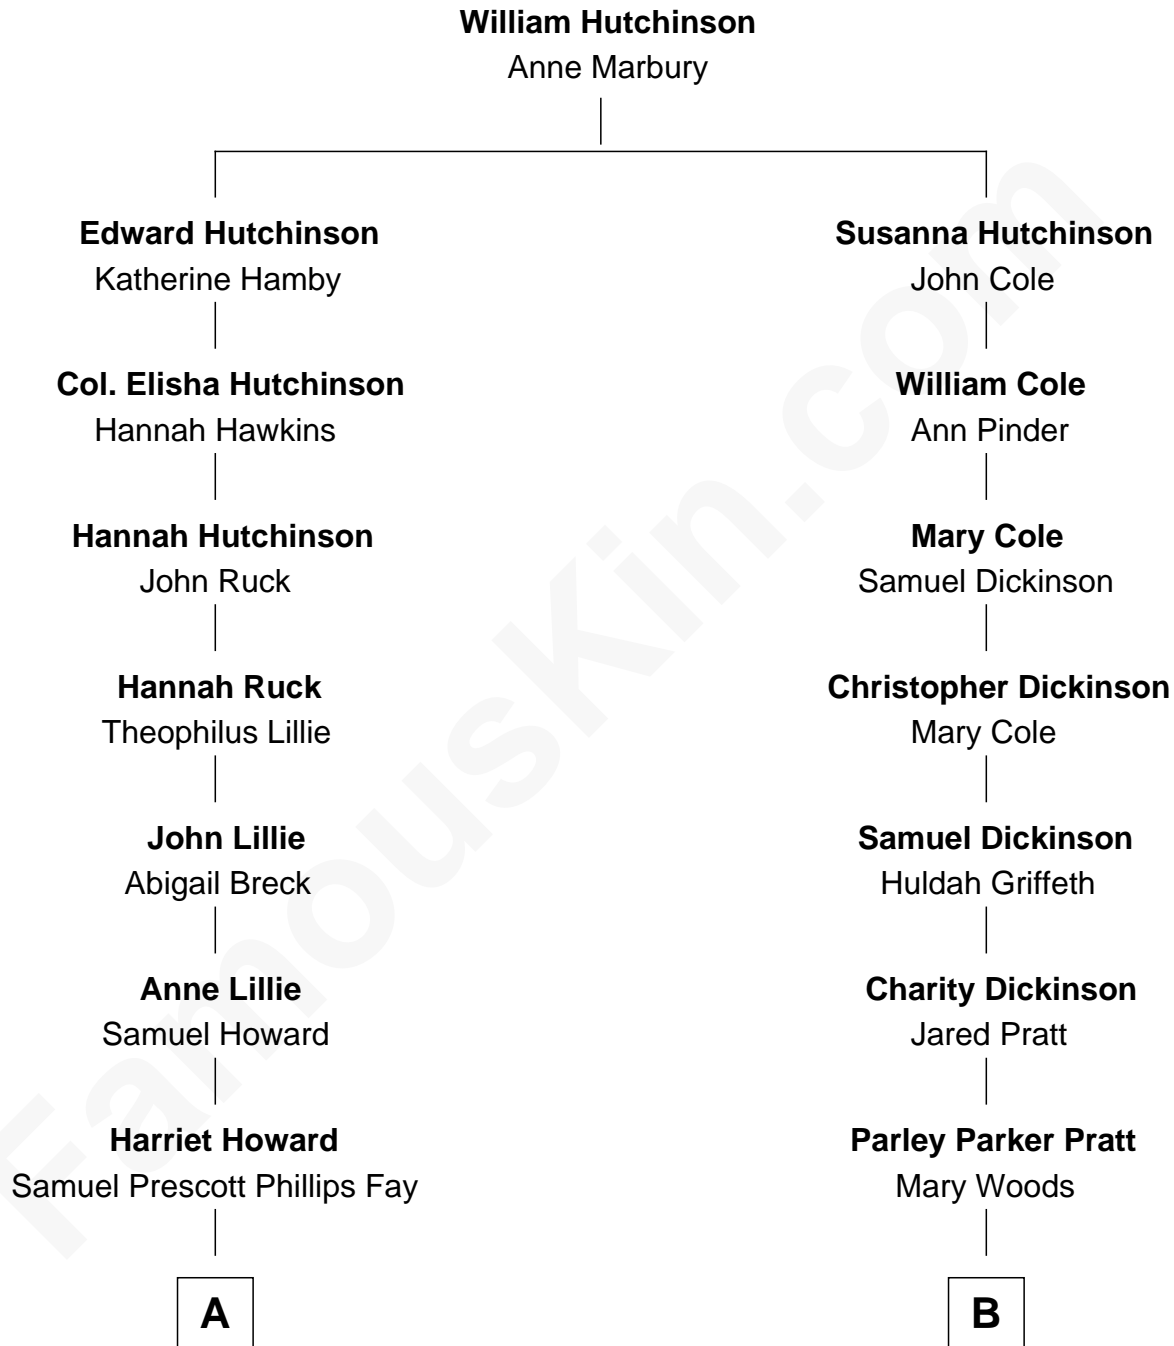 William Hutchinson
Anne Marbury
Edward Hutchinson
Katherine Hamby
Susanna Hutchinson
John Cole
Col. Elisha Hutchinson
Hannah Hawkins
William Cole
Ann Pinder
Hannah Hutchinson
John Ruck
Mary Cole
Samuel Dickinson
Hannah Ruck
Theophilus Lillie
Christopher Dickinson
Mary Cole
John Lillie
Abigail Breck
Samuel Dickinson
Huldah Griffeth
Anne Lillie
Samuel Howard
Charity Dickinson
Jared Pratt
Harriet Howard
Samuel Prescott Phillips Fay
Parley Parker Pratt
Mary Woods
A
B
FamousKin.com